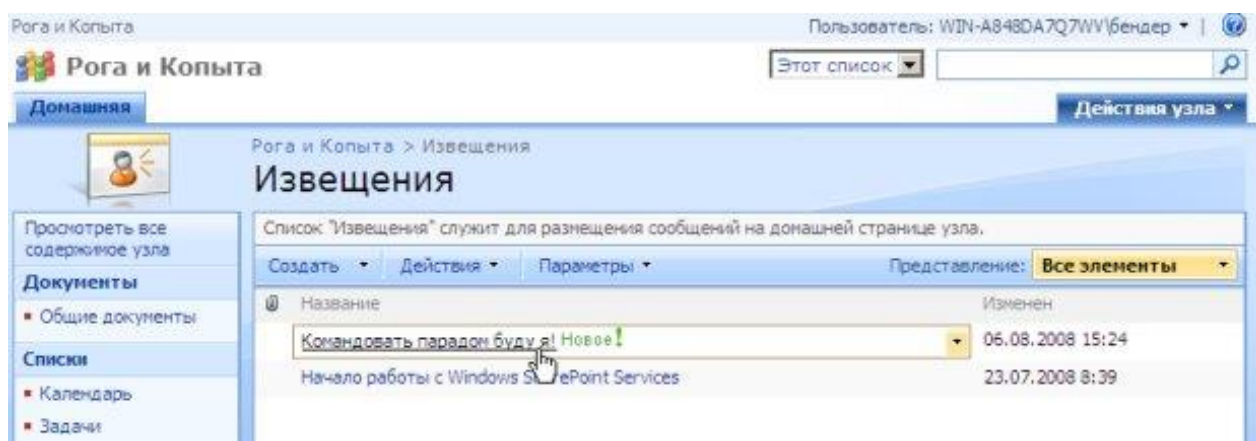 Рога и Копыта
Пользователь: WIN-A848DA7Q7WV\бендер
Рога и Копыта
Этот список
Домашняя
Действия узла
Рога и Копыта > Извещения
Извещения
Просмотреть все
содержимое узла
Документы
Общие документы
Списки
Календарь
Задачи
Список "Извещения" служит для размещения сообщений на домашней странице узла.
Создать Действия Параметры Представление: Все элементы
Название Изменен
Командовать парадом буду я! Новое! 06.08.2008 15:24
Начало работы с Windows Services 23.07.2008 8:39